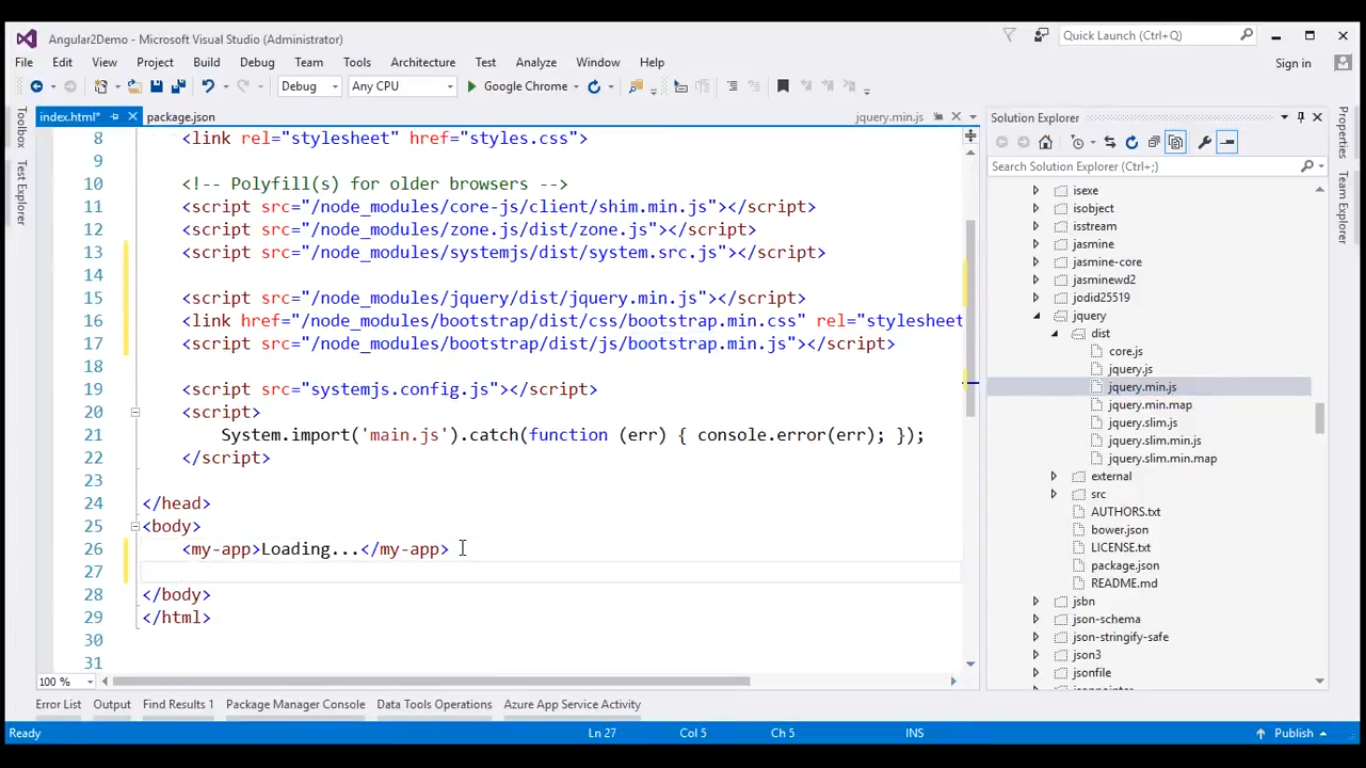 Angular2Demo - Microsoft Visual Studio (Administrator)
Quick Launch (Ctrl+Q)
File Edit View Project Build Debug Team Tools Architecture Test Analyze Window Help
Sign in
Debug Any CPU Google Chrome
Toolbox
Test Explorer
index.html* package.json jquery.min.js
8 <link rel="stylesheet" href="styles.css">
9
10 <!-- Polyfill(s) for older browsers -->
11 <script src="/node_modules/core-js/client/shim.min.js"></script>
12 <script src="/node_modules/zone.js/dist/zone.js"></script>
13 <script src="/node_modules/systemjs/dist/system.src.js"></script>
14
15 <script src="/node_modules/jquery/dist/jquery.min.js"></script>
16 <link href="/node_modules/bootstrap/dist/css/bootstrap.min.css" rel="stylesheet
17 <script src="/node_modules/bootstrap/dist/js/bootstrap.min.js"></script>
18
19 <script src="systemjs.config.js"></script>
20 <script>
21 System.import('main.js').catch(function (err) { console.error(err); });
22 </script>
23
24 </head>
25 <body>
26 <my-app>Loading...</my-app>
27
28 </body>
29 </html>
30
31
100 %
Solution Explorer
Search Solution Explorer (Ctrl+;)
isexe
isobject
isstream
jasmine
jasmine-core
jasminewd2
jodid25519
jquery
dist
core.js
jquery.js
jquery.min.js
jquery.min.map
jquery.slim.js
jquery.slim.min.js
jquery.slim.min.map
external
src
AUTHORS.txt
bower.json
LICENSE.txt
package.json
README.md
jsbn
json-schema
json-stringify-safe
json3
jsonfile
Properties
Team Explorer
Error List Output Find Results 1 Package Manager Console Data Tools Operations Azure App Service Activity
Ready Ln 27 Col 5 Ch 5 INS Publish